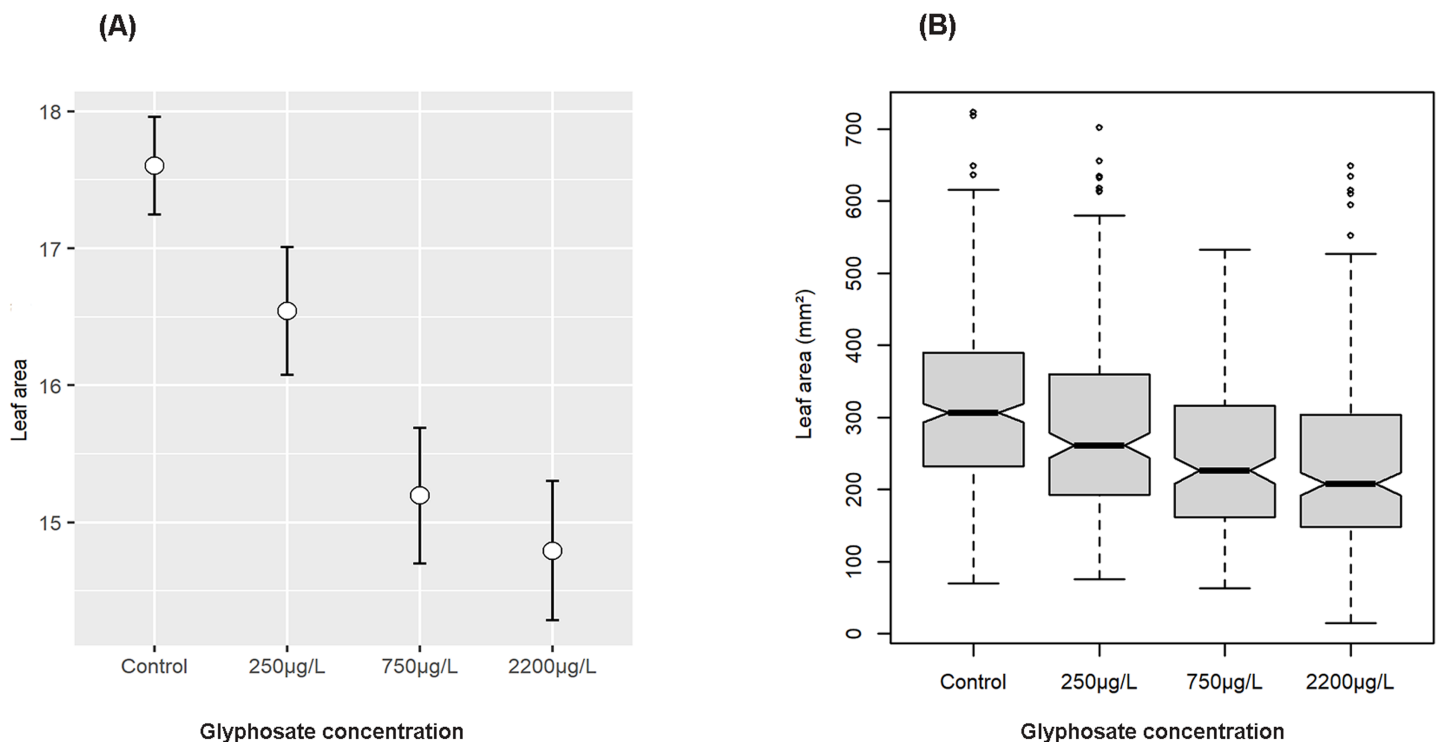 (A)
18
17
16
15
Leaf area
Control 250µg/L 750µg/L 2200µg/L
Glyphosate concentration
(B)
700
600
500
400
300
200
100
0
Leaf area (mm²)
Control 250µg/L 750µg/L 2200µg/L
Glyphosate concentration